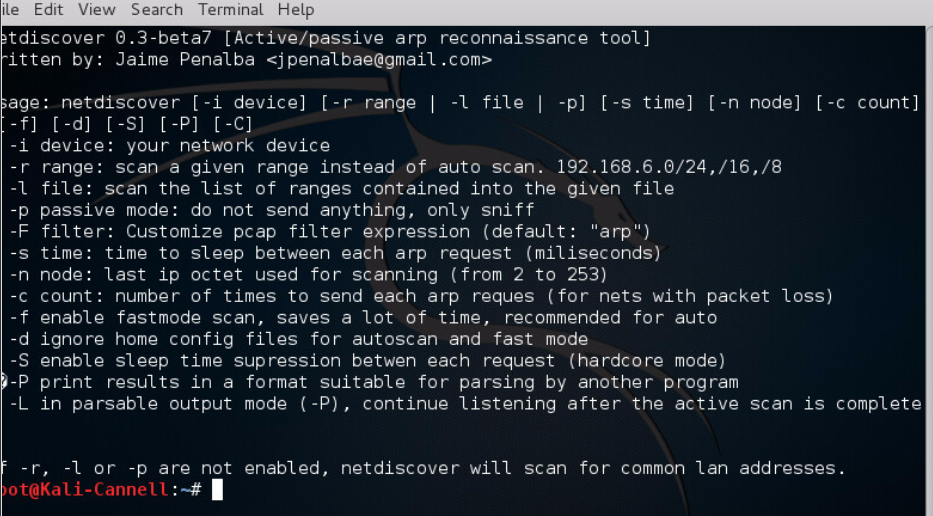 ile Edit View Search Terminal Help
etdiscover 0.3-beta7 [Active/passive arp reconnaissance tool]
ritten by: Jaime Penalba <jpenalbae@gmail.com>
sage: netdiscover [-i device] [-r range | -l file | -p] [-s time] [-n node] [-c count]
[-f] [-d] [-S] [-P] [-C]
-i device: your network device
-r range: scan a given range instead of auto scan. 192.168.6.0/24,/16,/8
-l file: scan the list of ranges contained into the given file
-p passive mode: do not send anything, only sniff
-F filter: Customize pcap filter expression (default: "arp")
-s time: time to sleep between each arp request (miliseconds)
-n node: last ip octet used for scanning (from 2 to 253)
-c count: number of times to send each arp reques (for nets with packet loss)
-f enable fastmode scan, saves a lot of time, recommended for auto
-d ignore home config files for autoscan and fast mode
-S enable sleep time supression betwen each request (hardcore mode)
�-P print results in a format suitable for parsing by another program
-L in parsable output mode (-P), continue listening after the active scan is complete
f -r, -l or -p are not enabled, netdiscover will scan for common lan addresses.
oot@Kali-Cannell:~#